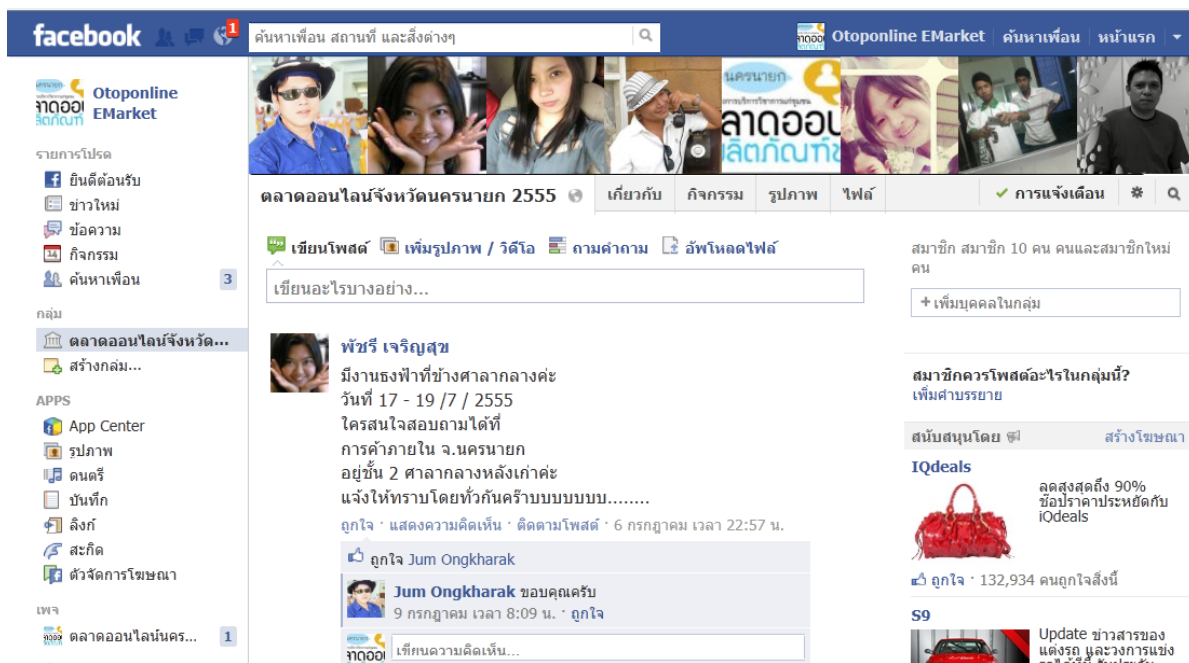 facebook
1
ค้นหาเพื่อน สถานที่ และสิ่งต่างๆ
Otoponline EMarket
ค้นหาเพื่อน
หน้าแรก
Otoponline
EMarket
รายการโปรด
ยินดีต้อนรับ
ข่าวใหม่
ข้อความ
14 กิจกรรม
ค้นหาเพื่อน 3
กลุ่ม
ตลาดออนไลน์จังหวัด...
สร้างกลุ่ม...
APPS
App Center
รูปภาพ
ดนตรี
บันทึก
ลิงก์
สะกิด
ตัวจัดการโฆษณา
เพจ
ตลาดออนไลน์นคร... 1
นครนายก
ตลาดออนไลน์จังหวัดนครนายก 2555
เกี่ยวกับ
กิจกรรม
รูปภาพ
ไฟล์
การแจ้งเตือน
เขียนโพสต์
เพิ่มรูปภาพ / วิดีโอ
ถามคำถาม
อัพโหลดไฟล์
เขียนอะไรบางอย่าง...
พัชรี เจริญสุข
มีงานธงฟ้าที่ข้างศาลากลางค่ะ
วันที่ 17 - 19 /7 / 2555
ใครสนใจสอบถามได้ที่
การค้าภายใน จ.นครนายก
อยู่ชั้น 2 ศาลากลางหลังเก่าค่ะ
แจ้งให้ทราบโดยทั่วกันคร๊าบบบบบบบ........
ถูกใจ · แสดงความคิดเห็น · ติดตามโพสต์ · 6 กรกฎาคม เวลา 22:57 น.
ถูกใจ Jum Ongkharak
Jum Ongkharak ขอบคุณครับ
9 กรกฎาคม เวลา 8:09 น. · ถูกใจ
เขียนความคิดเห็น...
สมาชิก สมาชิก 10 คน คนและสมาชิกใหม่
คน
+ เพิ่มบุคคลในกลุ่ม
สมาชิกควรโพสต์อะไรในกลุ่มนี้?
เพิ่มคำบรรยาย
สนับสนุนโดย
สร้างโฆษณา
IQdeals
ลดสูงสุดถึง 90%
ช้อปราคาประหยัดกับ
iQdeals
ถูกใจ · 132,934 คนถูกใจสิ่งนี้
S9
Update ข่าวสารของ
แต่งรถ และวงการแข่ง